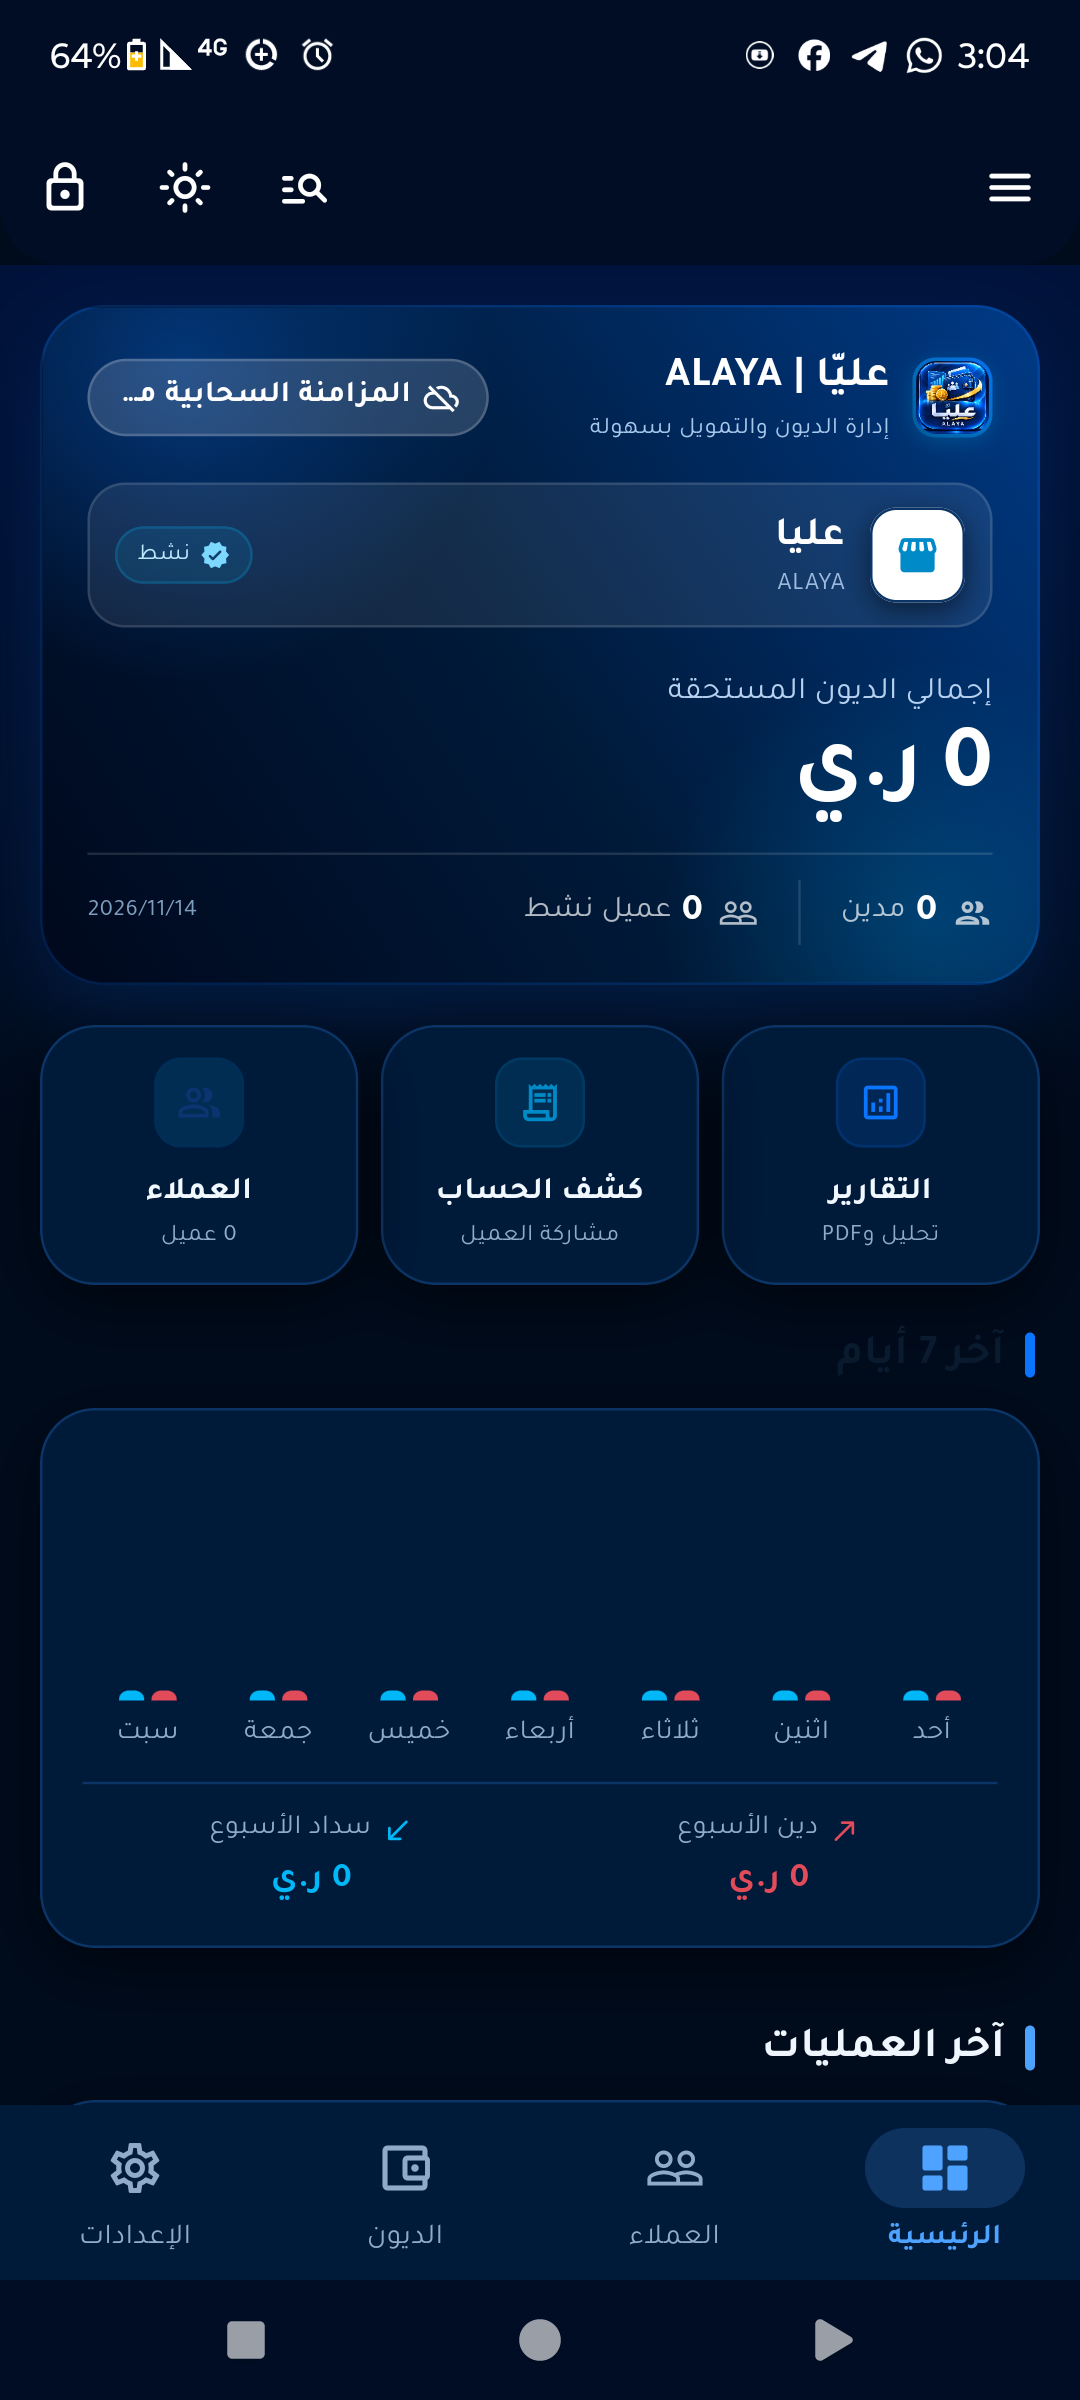 64% 4G 3:04
عليّا | ALAYA
إدارة الديون والتمويل بسهولة
المزامنة السحابية مـ...
عليا
ALAYA
نشط
إجمالي الديون المستحقة
0 ر.ي
0 مدين
0 عميل نشط
2026/11/14
التقارير
تحليل وPDF
كشف الحساب
مشاركة العميل
العملاء
0 عميل
آخر 7 أيام
أحد اثنين ثلاثاء أربعاء خميس جمعة سبت
دين الأسبوع
0 ر.ي
سداد الأسبوع
0 ر.ي
آخر العمليات
الرئيسية العملاء الديون الإعدادات